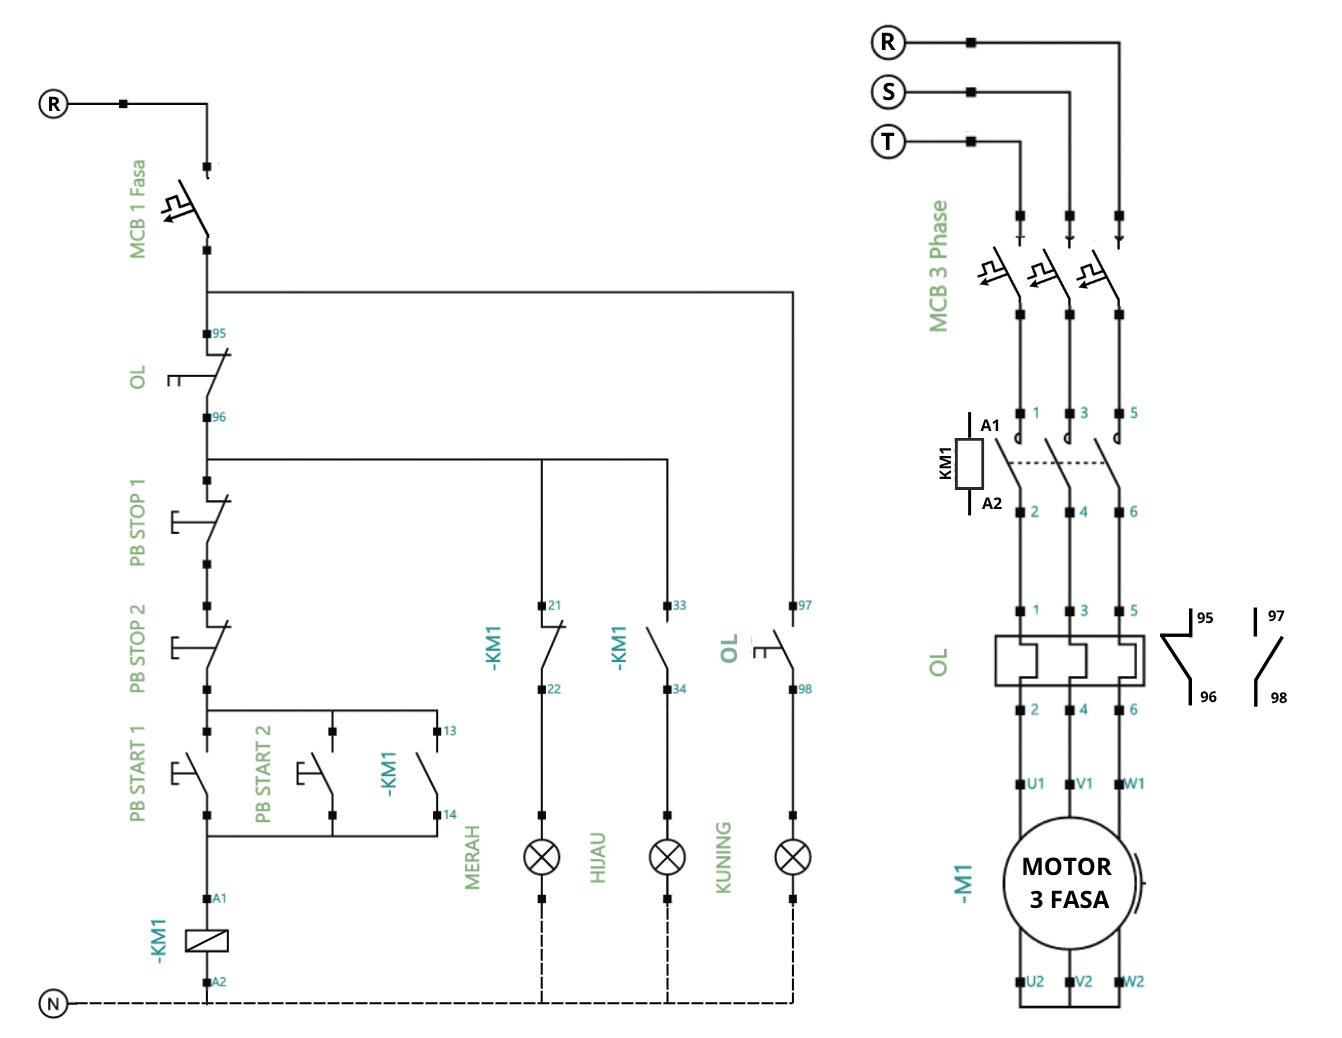 R
MCB 1 Fasa
95
OL
96
PB STOP 1
PB STOP 2
21
-KM1
22
33
-KM1
34
97
OL
98
PB START 1
PB START 2
13
-KM1
14
MERAH
HIJAU
KUNING
A1
-KM1
A2
N
R
S
T
MCB 3 Phase
1
3
5
A1
KM1
A2
2
4
6
1
3
5
OL
95
96
97
98
2
4
6
U1
V1
W1
-M1
MOTOR
3 FASA
U2
V2
W2